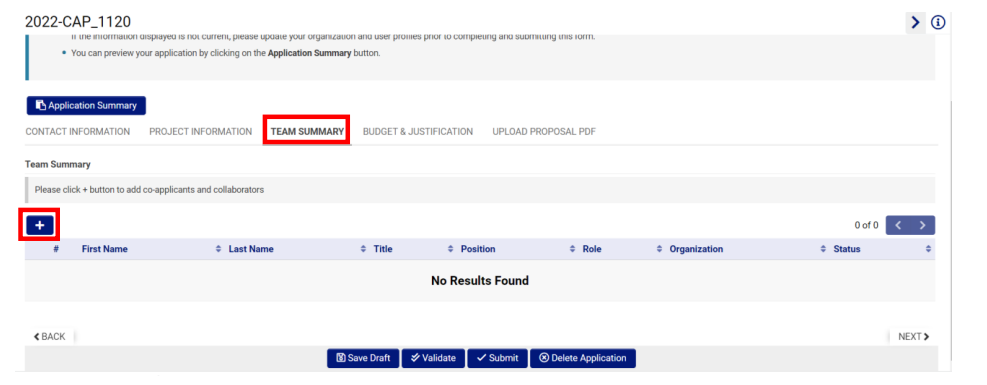 2022-CAP_1120
If the information displayed is not current, please update your organization and user profiles prior to completing and submitting this form.
You can preview your application by clicking on the Application Summary button.
Application Summary
CONTACT INFORMATION PROJECT INFORMATION TEAM SUMMARY BUDGET & JUSTIFICATION UPLOAD PROPOSAL PDF
Team Summary
Please click + button to add co-applicants and collaborators
+ 0 of 0 < >
# First Name Last Name Title Position Role Organization Status
No Results Found
BACK NEXT
Save Draft Validate Submit Delete Application